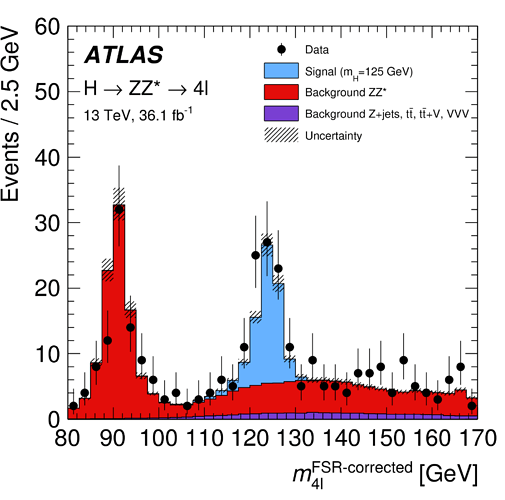 ATLAS
H → ZZ* → 4l
13 TeV, 36.1 fb⁻¹
Data
Signal (m_H=125 GeV)
Background ZZ*
Background Z+jets, tt̄, tt̄+V, VVV
Uncertainty
Events / 2.5 GeV
60
50
40
30
20
10
0
80 90 100 110 120 130 140 150 160 170
m_4l^FSR-corrected [GeV]